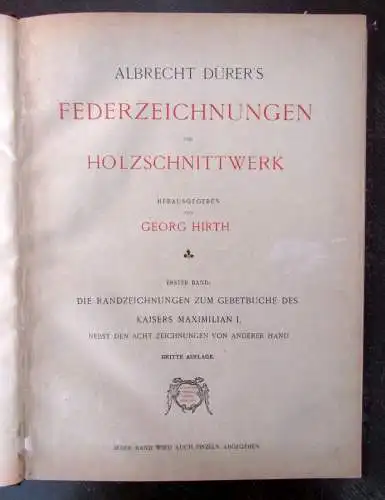 ALBRECHT DÜRER'S
FEDERZEICHNUNGEN
UND
HOLZSCHNITTWERK
HERAUSGEGEBEN
VON
GEORG HIRTH
ERSTER BAND:
DIE RANDZEICHNUNGEN ZUM GEBETBUCHE DES
KAISERS MAXIMILIAN I.
NEBST DEN ACHT ZEICHNUNGEN VON ANDERER HAND
DRITTE AUFLAGE.
JEDER BAND WIRD AUCH EINZELN ABGEGEBEN